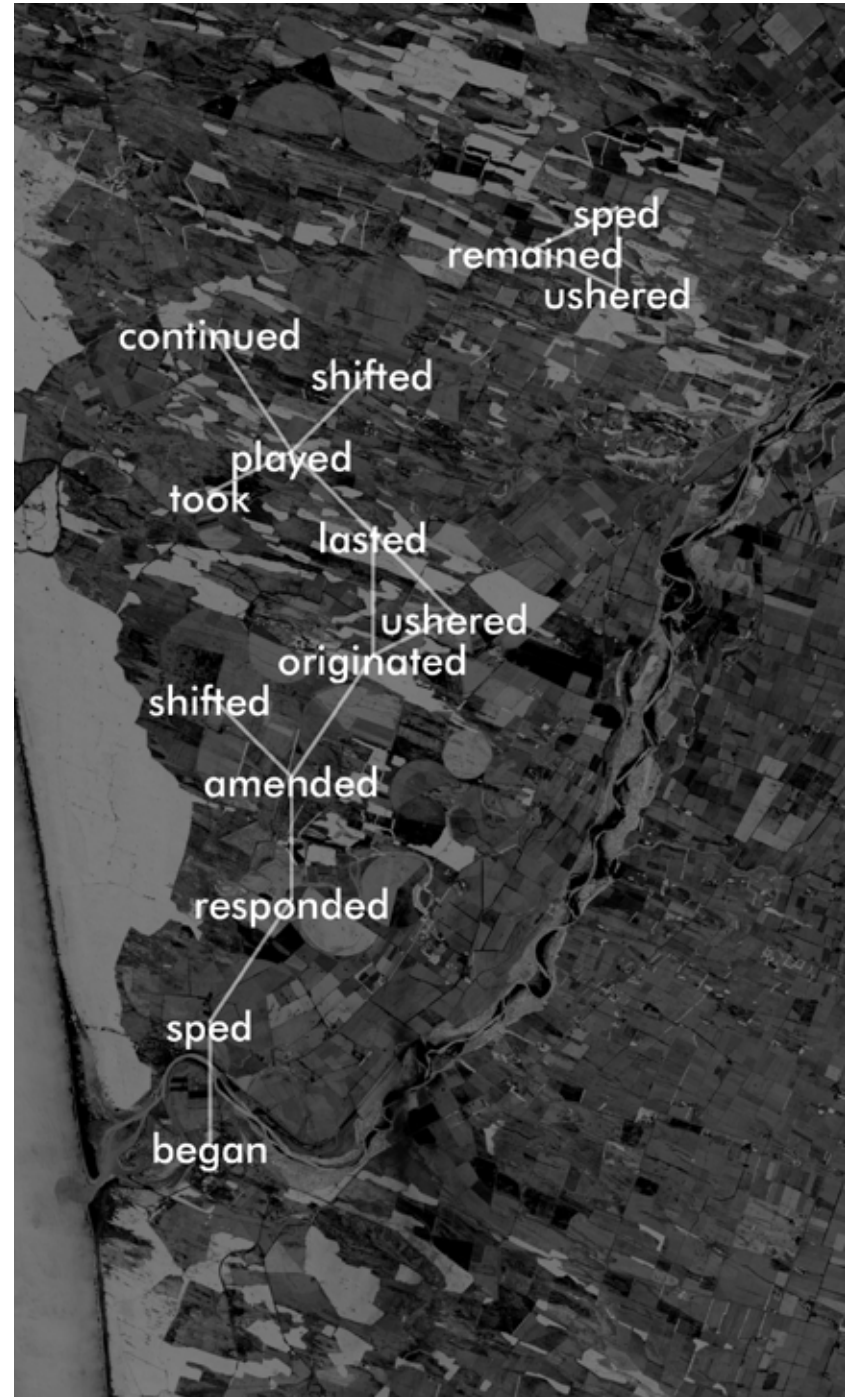 sped
remained
ushered
continued
shifted
played
took
lasted
ushered
originated
shifted
amended
responded
sped
began